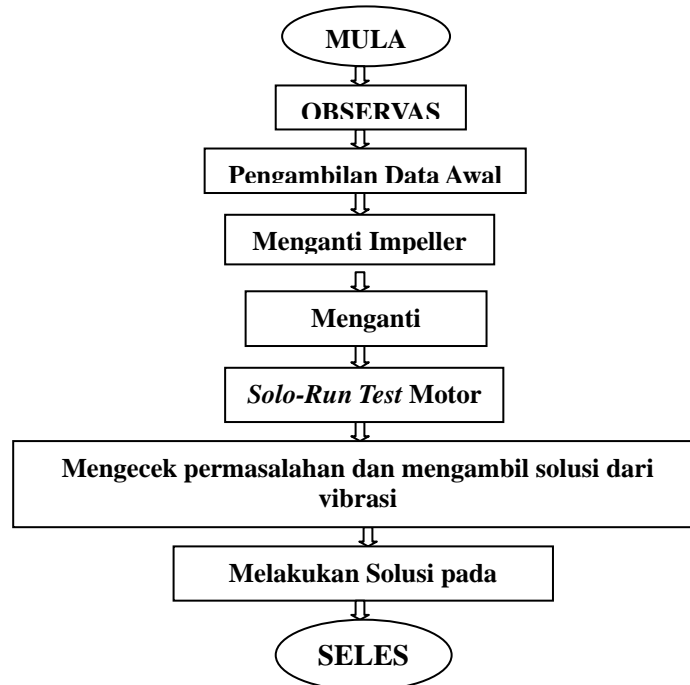 MULA
OBSERVAS
Pengambilan Data Awal
Menganti Impeller
Menganti
Solo-Run Test Motor
Mengecek permasalahan dan mengambil solusi dari
vibrasi
Melakukan Solusi pada
SELES